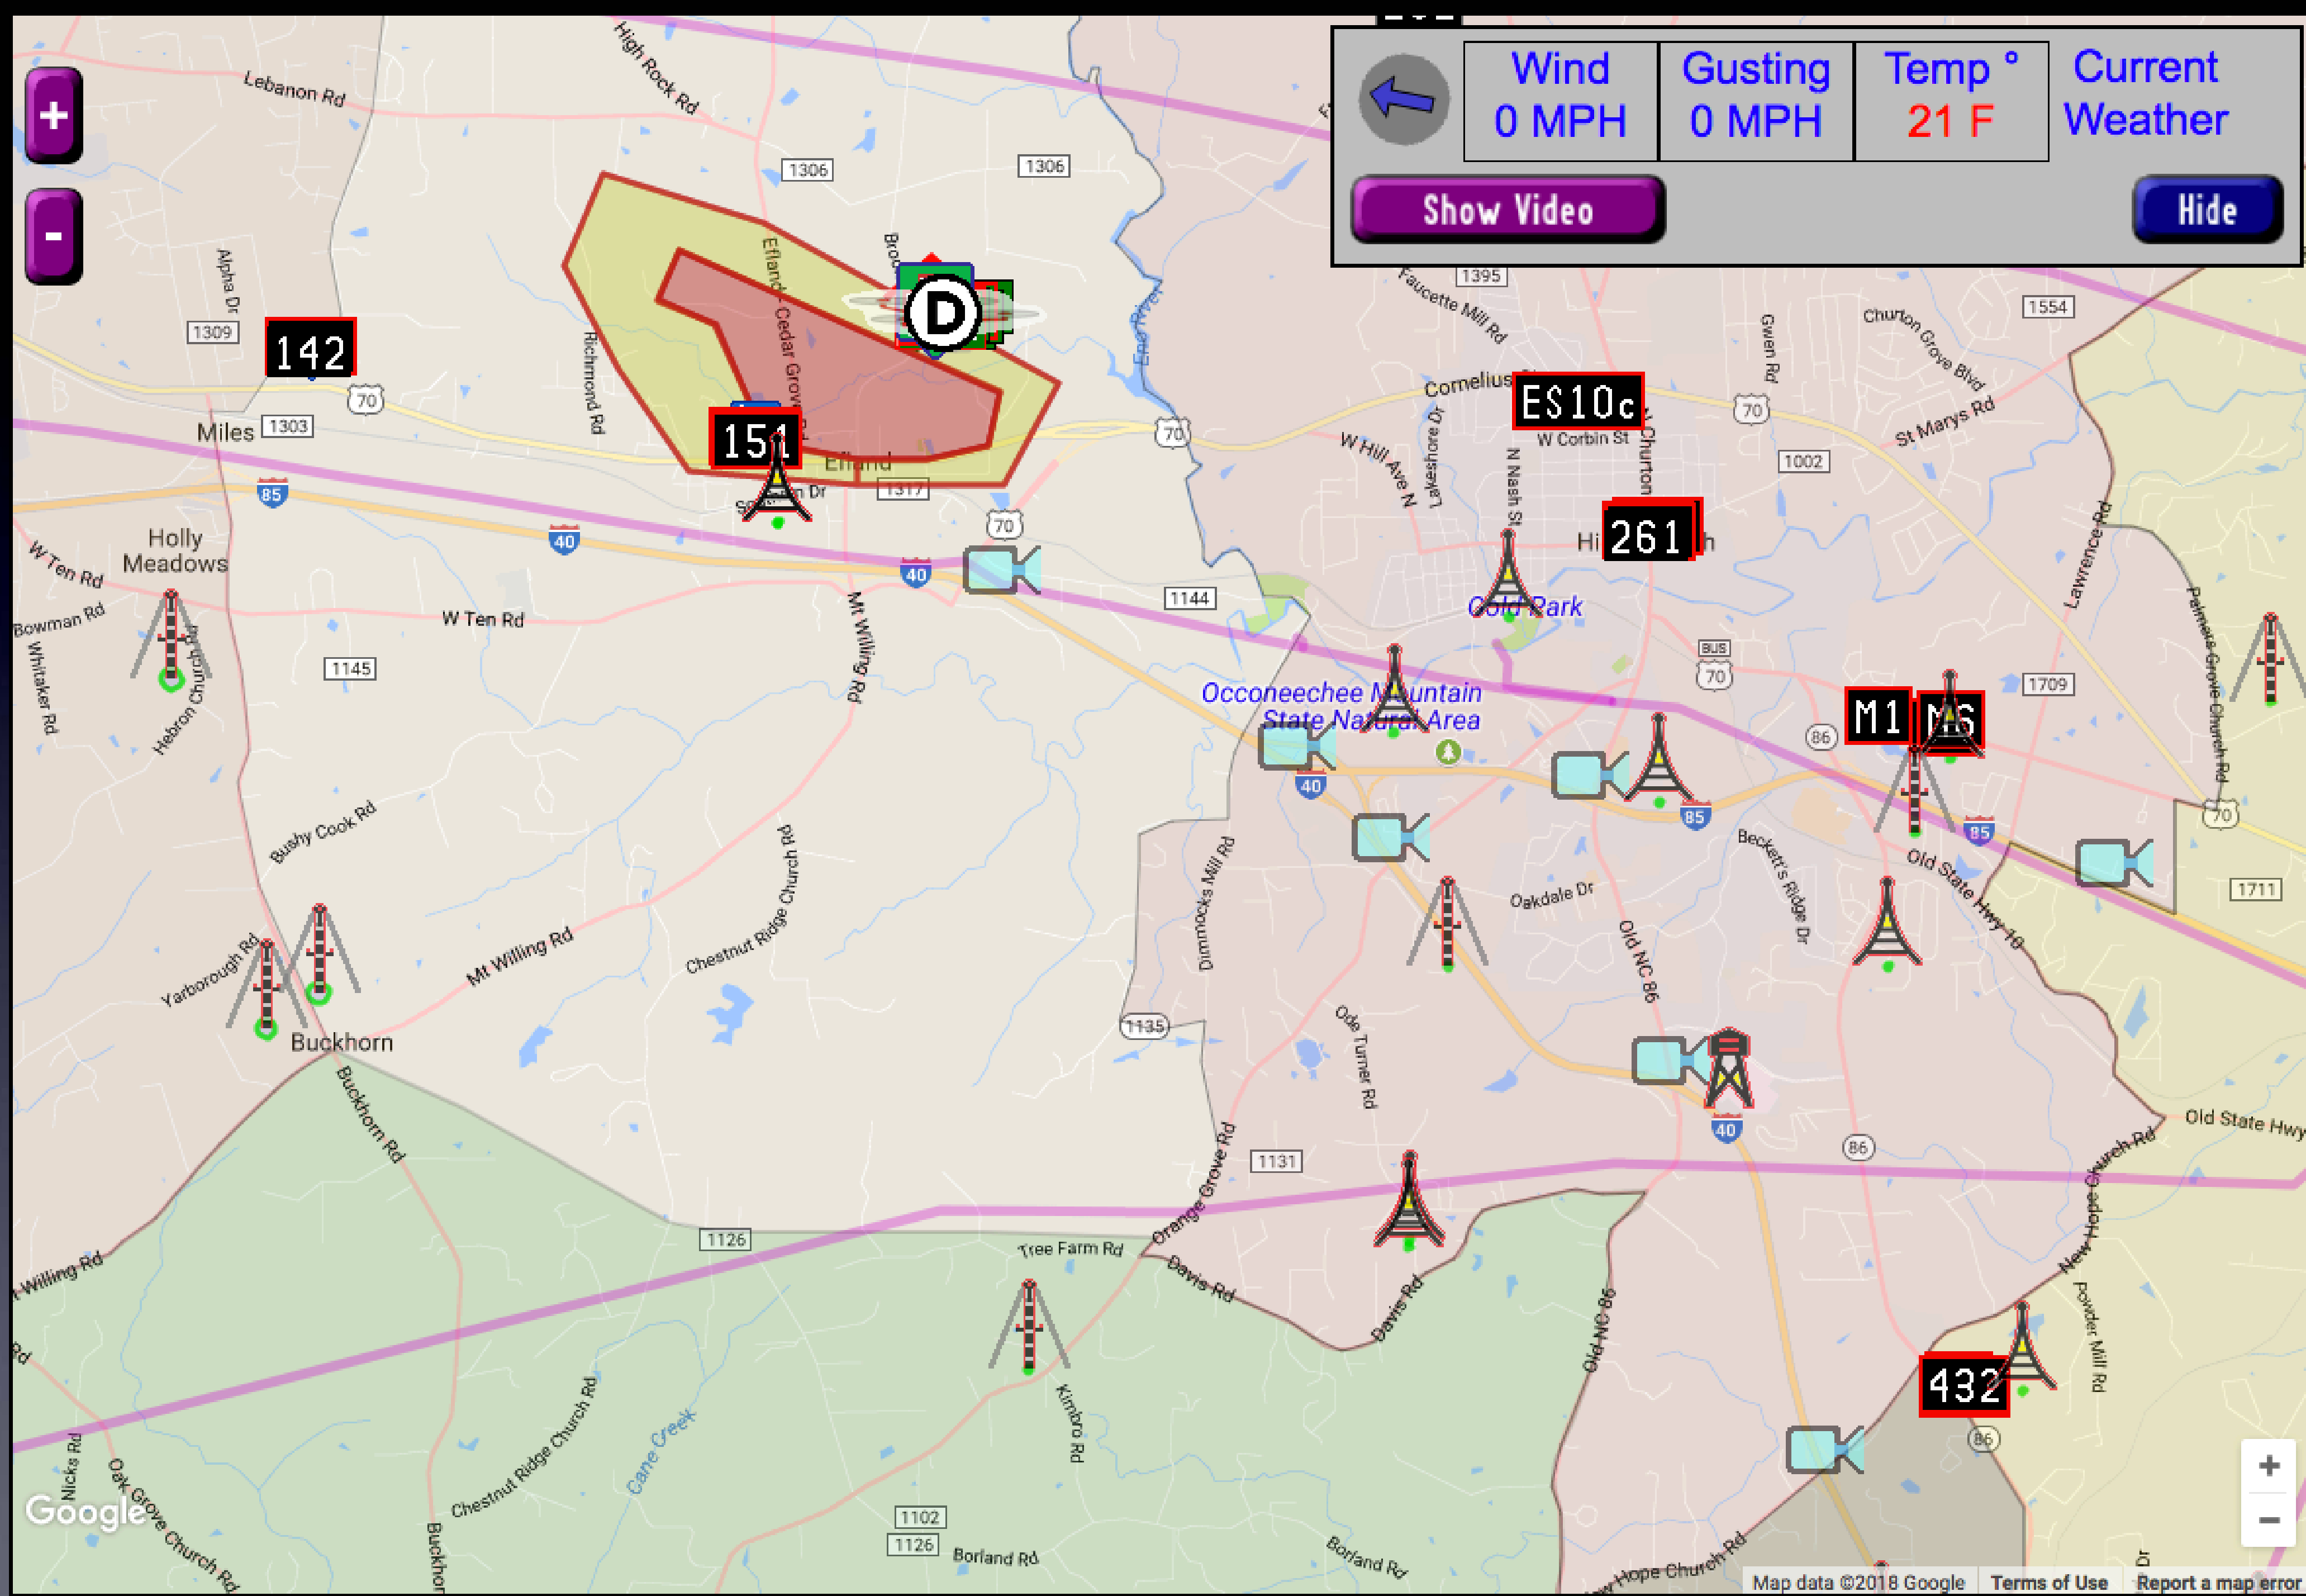 Wind
0 MPH
Gusting
0 MPH
Temp °
21 F
Current
Weather
Show Video
Hide
+
-
Lebanon Rd
High Rock Rd
1306
1306
Alpha Dr
1309
142
70
Miles
1303
Richmond Rd
Efland - Cedar Grove Rd
D
Eno River
70
151
Efland
1317
85
40
40
70
Holly
Meadows
W Ten Rd
W Ten Rd
Bowman Rd
Whitaker Rd
Hebron Church Rd
1145
Mt Willing Rd
1144
1395
Faucette Mill Rd
1554
Churton Grove Blvd
Gwen Rd
St Marys Rd
Cornelius
ES10c
W Corbin St
70
1002
W Hill Ave N
Lakeshore Dr
N Nash St
N Churton
261
Gold Park
Lawrence Rd
Palmers Grove Church Rd
BUS
70
1709
Occoneechee Mountain
State Natural Area
M1
M6
86
40
85
85
70
Old State Hwy 10
1711
Beckett's Ridge Dr
Oakdale Dr
Old NC 86
Dimmocks Mill Rd
Bushy Cook Rd
Chestnut Ridge Church Rd
Mt Willing Rd
Yarborough Rd
Buckhorn
Buckhorn Rd
1135
Ode Turner Rd
40
86
1131
Orange Grove Rd
Old State Hwy
New Hope Church Rd
1126
Tree Farm Rd
Davis Rd
Davis Rd
Old NC 86
Powder Mill Rd
432
86
Willing Rd
Rd
Nicks Rd
Oak Grove Church Rd
Chestnut Ridge Church Rd
Cane Creek
Kimbro Rd
1102
1126
Borland Rd
Borland Rd
Buckhor
Hope Church Rd
Dr
+
−
Google
Map data ©2018 Google
Terms of Use
Report a map error